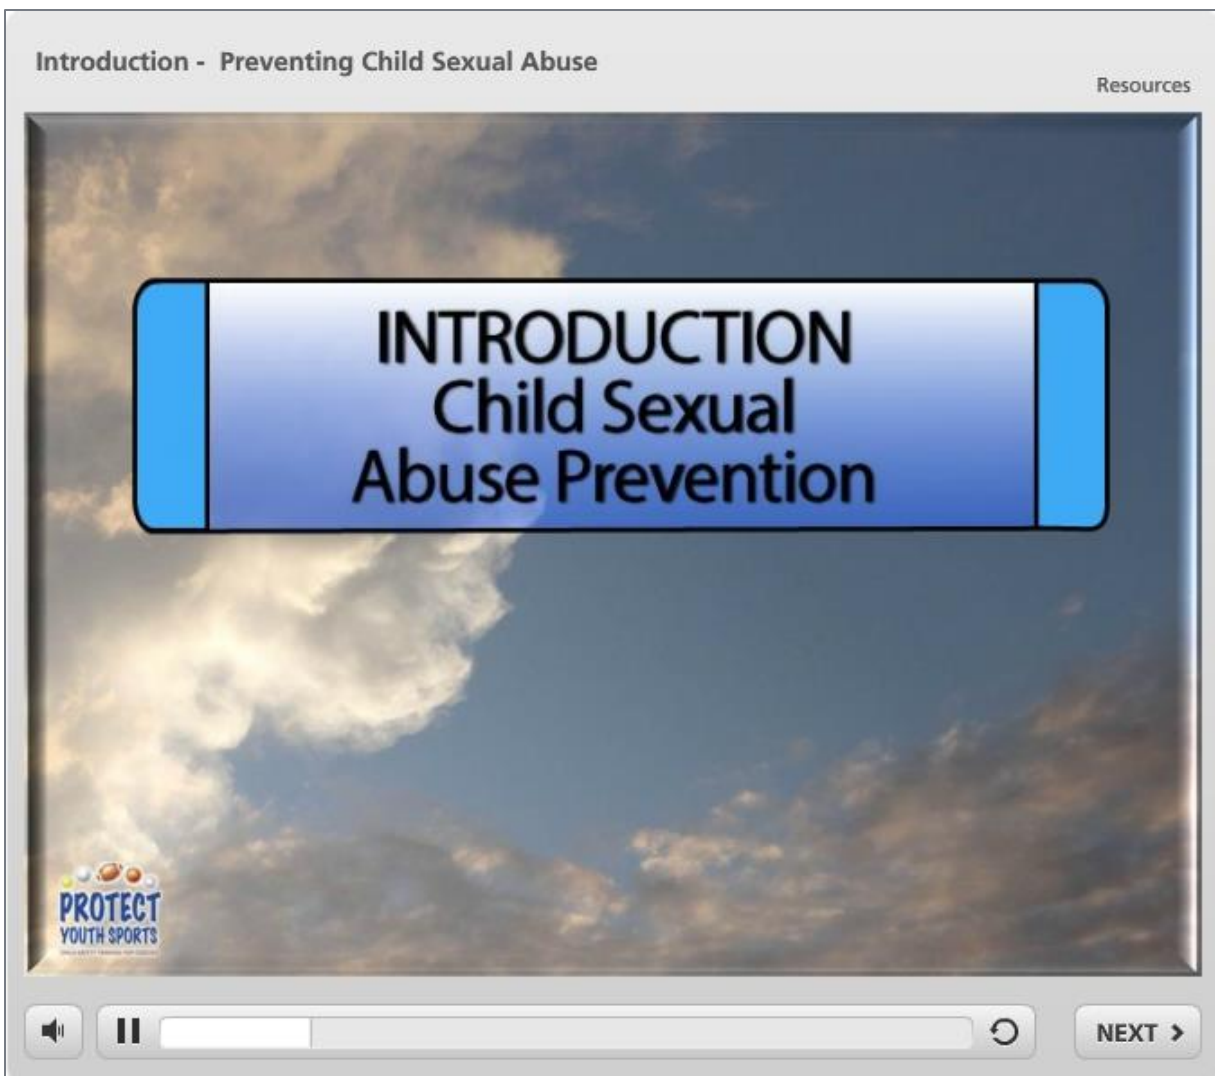 Introduction - Preventing Child Sexual Abuse
Resources
INTRODUCTION
Child Sexual
Abuse Prevention
PROTECT
YOUTH SPORTS
NEXT